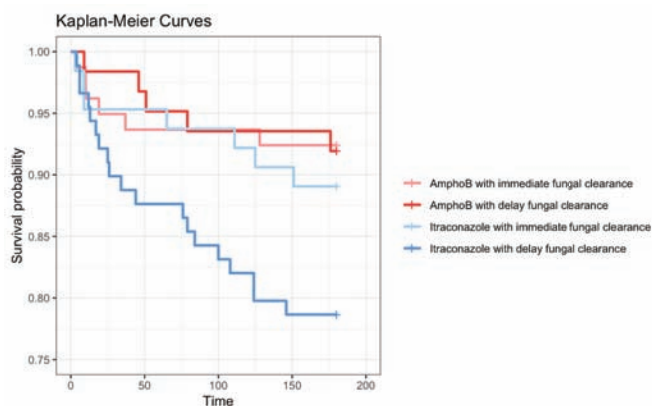 Kaplan-Meier Curves
1.00
0.95
0.90
0.85
0.80
0.75
Survival probability
0
50
100
150
200
Time
AmphoB with immediate fungal clearance
AmphoB with delay fungal clearance
Itraconazole with immediate fungal clearance
Itraconazole with delay fungal clearance